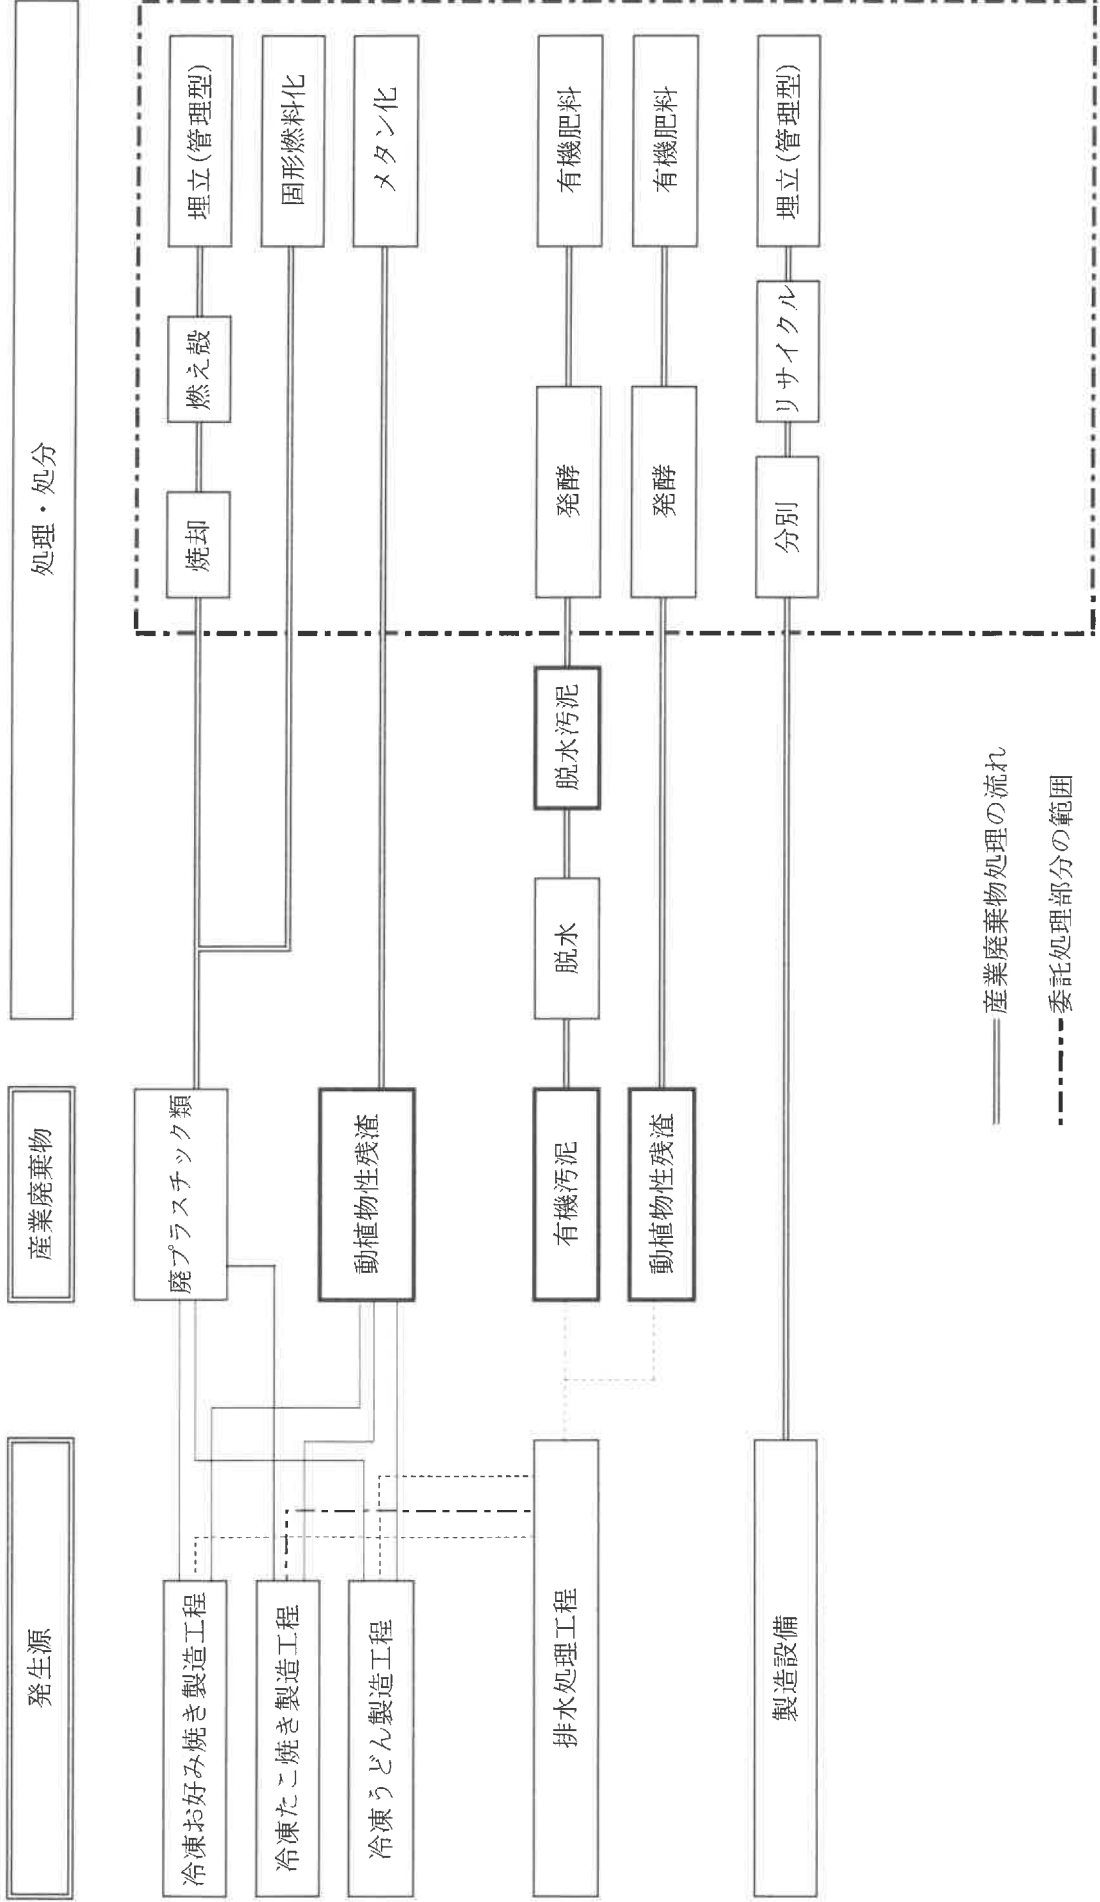 発生源
産業廃棄物
処理・処分
冷凍お好み焼き製造工程
廃プラスチック類
焼却
燃え殻
埋立(管理型)
冷凍たこ焼き製造工程
固形燃料化
冷凍うどん製造工程
動植物性残渣
メタン化
排水処理工程
有機汚泥
脱水
脱水汚泥
発酵
有機肥料
動植物性残渣
発酵
有機肥料
製造設備
分別
リサイクル
埋立(管理型)
産業廃棄物処理の流れ
委託処理部分の範囲